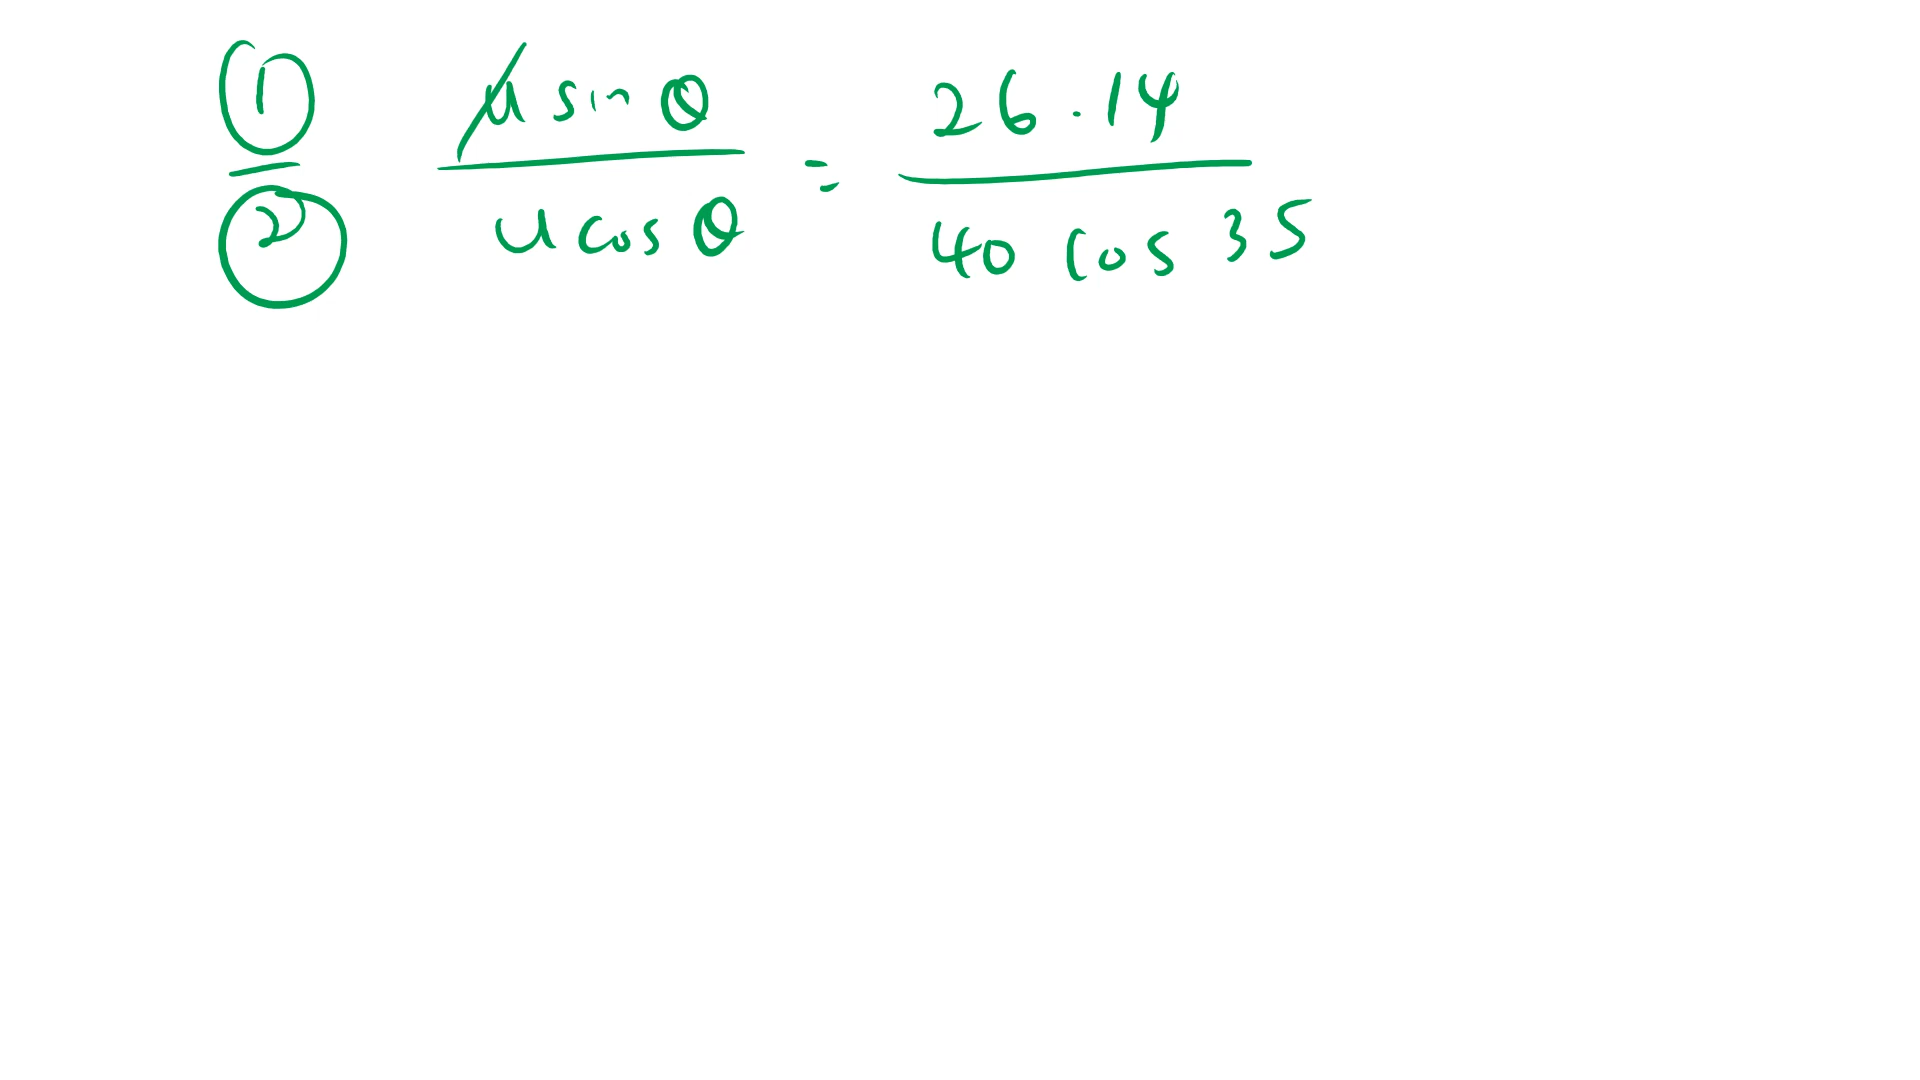 ① u sin θ = 26.14
② u cos θ 40 cos 35